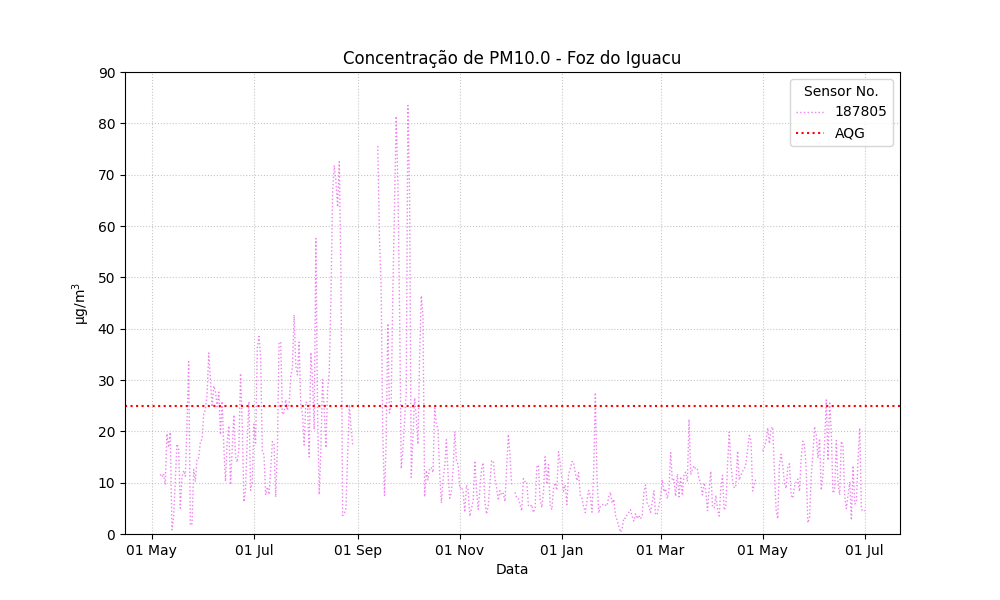 Concentração de PM10.0 - Foz do Iguacu
90
80
70
60
50
40
30
20
10
0
µg/m³
Sensor No.
187805
AQG
01 May
01 Jul
01 Sep
01 Nov
01 Jan
01 Mar
01 May
01 Jul
Data